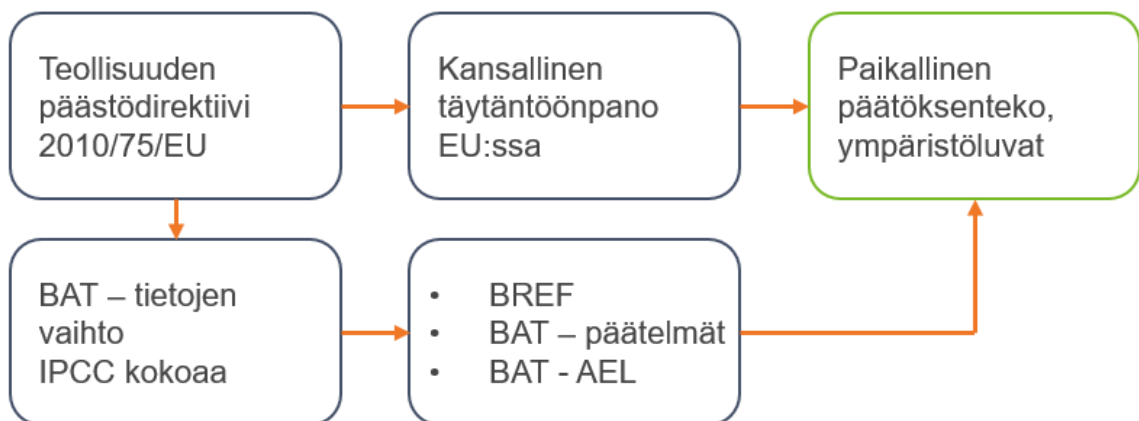 Teollisuuden
päästödirektiivi
2010/75/EU
Kansallinen
täytäntöönpano
EU:ssa
Paikallinen
päätöksenteko,
ympäristöluvat
BAT – tietojen
vaihto
IPCC kokoaa
• BREF
• BAT – päätelmät
• BAT - AEL